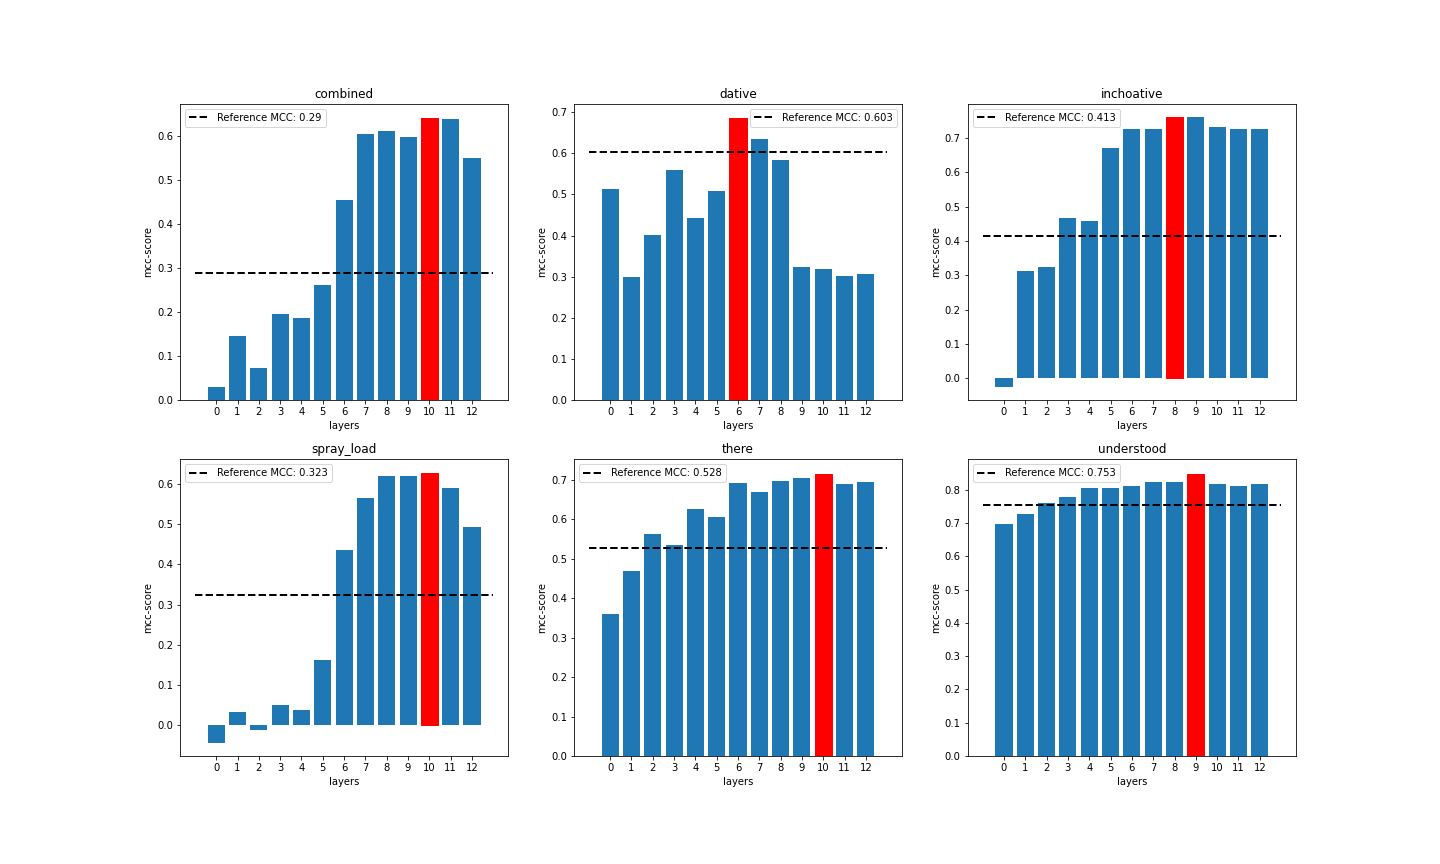 combined
Reference MCC: 0.29
mcc-score
0.6
0.5
0.4
0.3
0.2
0.1
0.0
0 1 2 3 4 5 6 7 8 9 10 11 12
layers
dative
Reference MCC: 0.603
mcc-score
0.7
0.6
0.5
0.4
0.3
0.2
0.1
0.0
0 1 2 3 4 5 6 7 8 9 10 11 12
layers
inchoative
Reference MCC: 0.413
mcc-score
0.7
0.6
0.5
0.4
0.3
0.2
0.1
0.0
0 1 2 3 4 5 6 7 8 9 10 11 12
layers
spray_load
Reference MCC: 0.323
mcc-score
0.6
0.5
0.4
0.3
0.2
0.1
0.0
0 1 2 3 4 5 6 7 8 9 10 11 12
layers
there
Reference MCC: 0.528
mcc-score
0.7
0.6
0.5
0.4
0.3
0.2
0.1
0.0
0 1 2 3 4 5 6 7 8 9 10 11 12
layers
understood
Reference MCC: 0.753
mcc-score
0.8
0.7
0.6
0.5
0.4
0.3
0.2
0.1
0.0
0 1 2 3 4 5 6 7 8 9 10 11 12
layers